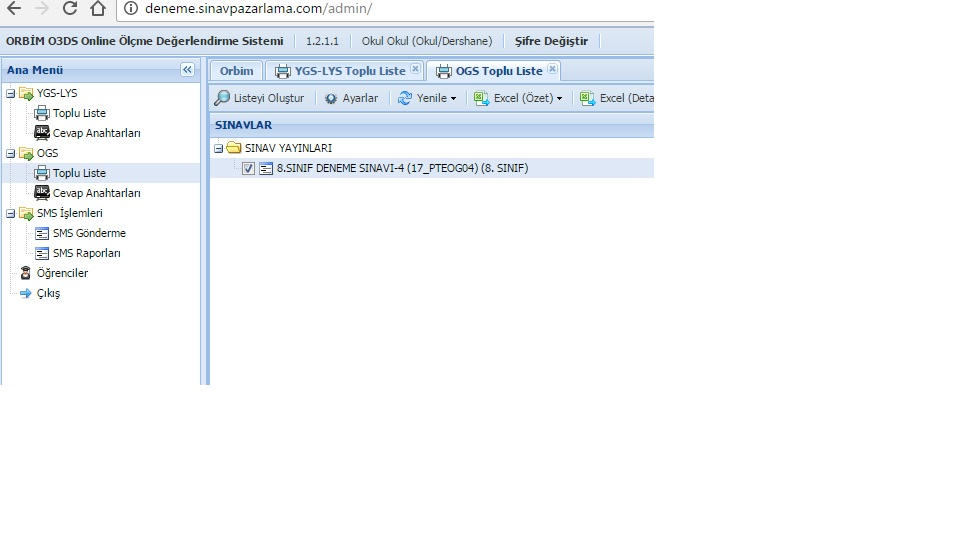 deneme.sinavpazarlama.com/admin/
ORBİM O3DS Online Ölçme Değerlendirme Sistemi 1.2.1.1 Okul Okul (Okul/Dershane) Şifre Değiştir
Ana Menü
Orbim YGS-LYS Toplu Liste OGS Toplu Liste
YGS-LYS
Toplu Liste
Cevap Anahtarları
OGS
Toplu Liste
Cevap Anahtarları
SMS İşlemleri
SMS Gönderme
SMS Raporları
Öğrenciler
Çıkış
Listeyi Oluştur Ayarlar Yenile Excel (Özet) Excel (Deta
SINAVLAR
SINAV YAYINLARI
8.SINIF DENEME SINAVI-4 (17_PTEOG04) (8. SINIF)